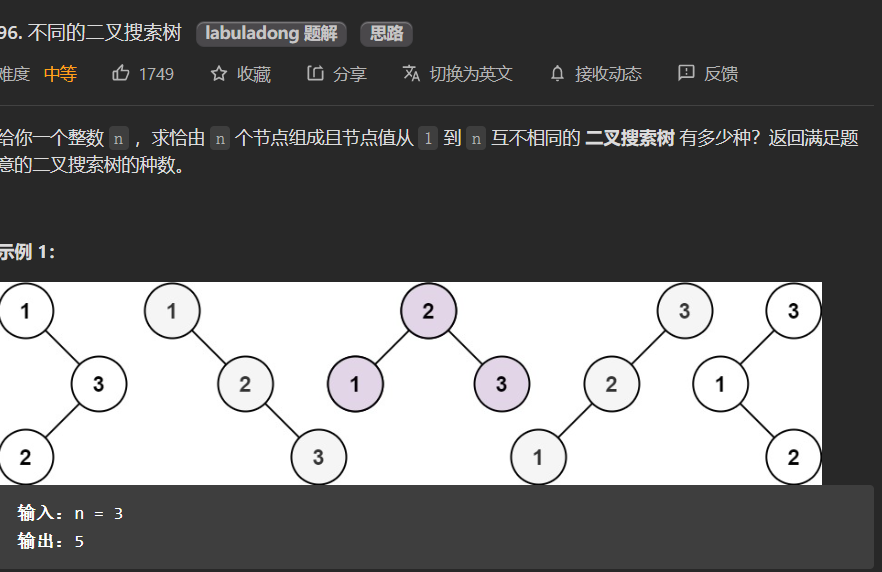 96. 不同的二叉搜索树 labuladong 题解 思路
难度 中等 1749 收藏 分享 切换为英文 接收动态 反馈
给你一个整数 n ，求恰由 n 个节点组成且节点值从 1 到 n 互不相同的 二叉搜索树 有多少种？返回满足题
意的二叉搜索树的种数。
示例 1：
1 1 2 3 3
3 2 1 3 2 1
2 3 1 2
输入：n = 3
输出：5